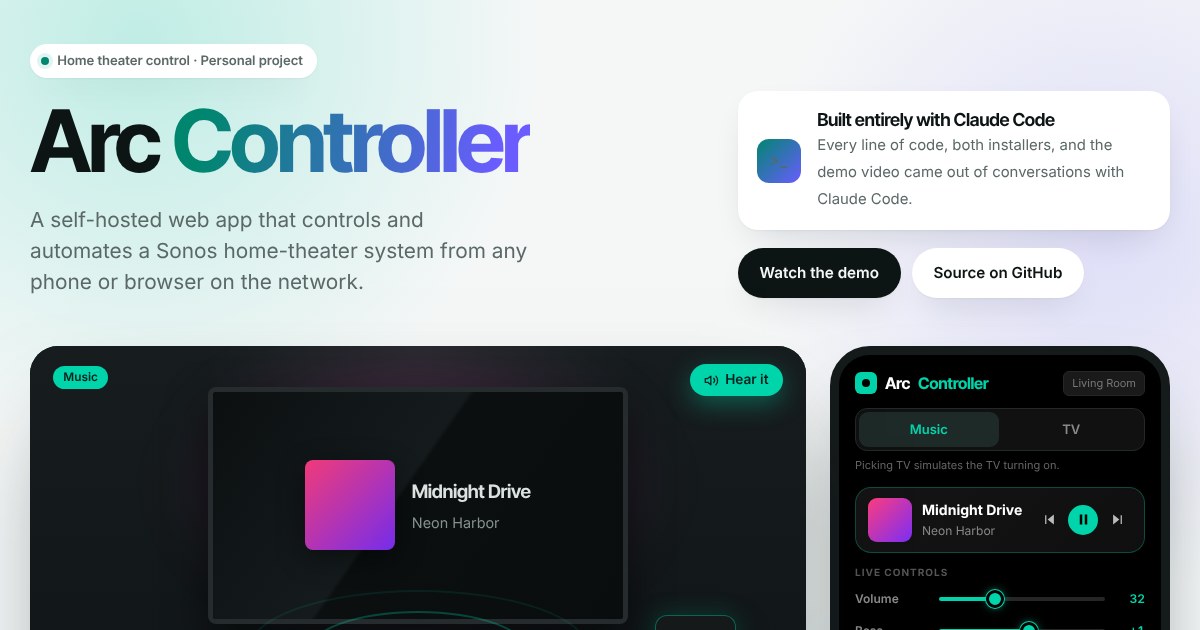 Home theater control · Personal project
Arc Controller
A self-hosted web app that controls and
automates a Sonos home-theater system from any
phone or browser on the network.
Built entirely with Claude Code
Every line of code, both installers, and the
demo video came out of conversations with
Claude Code.
Watch the demo
Source on GitHub
Music
Hear it
Midnight Drive
Neon Harbor
Arc Controller
Living Room
Music
TV
Picking TV simulates the TV turning on.
Midnight Drive
Neon Harbor
LIVE CONTROLS
Volume
32